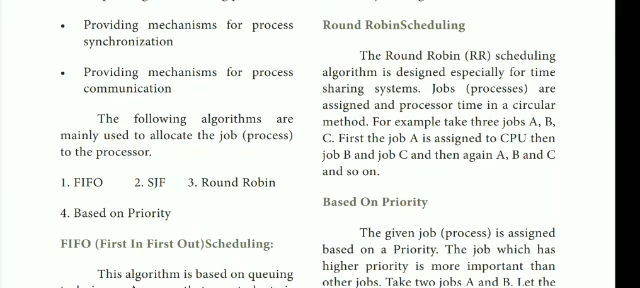 • Providing mechanisms for process
synchronization
• Providing mechanisms for process
communication
The following algorithms are
mainly used to allocate the job (process)
to the processor.
1. FIFO 2. SJF 3. Round Robin
4. Based on Priority
FIFO (First In First Out)Scheduling:
This algorithm is based on queuing
Round RobinScheduling
The Round Robin (RR) scheduling
algorithm is designed especially for time
sharing systems. Jobs (processes) are
assigned and processor time in a circular
method. For example take three jobs A, B,
C. First the job A is assigned to CPU then
job B and job C and then again A, B and C
and so on.
Based On Priority
The given job (process) is assigned
based on a Priority. The job which has
higher priority is more important than
other jobs. Take two jobs A and B. Let the